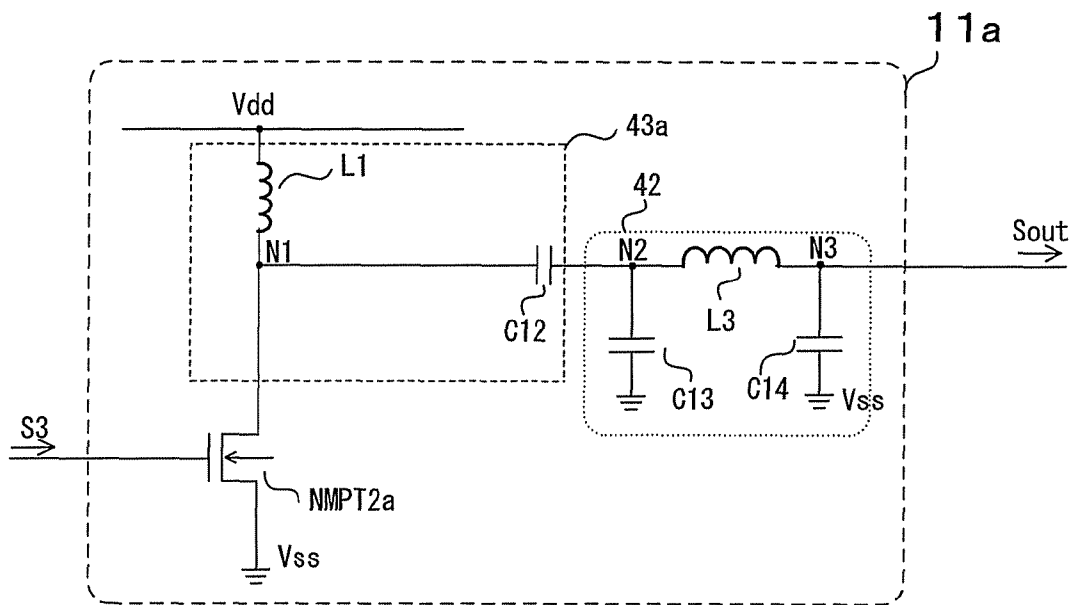 11a
Vdd
43a
L1
42
N1
N2
N3
Sout
C12
L3
C13
C14
Vss
S3
NMPT2a
Vss